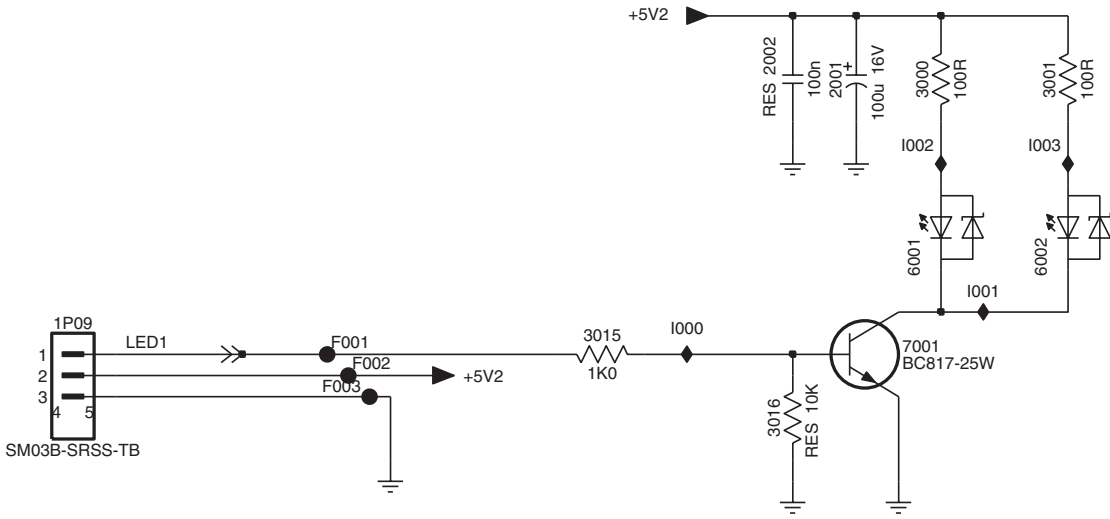 +5V2
RES 2002
100n
2001
100u 16V
+
3000
100R
3001
100R
I002
I003
6001
6002
I001
1P09
1
2
3
4 5
LED1
F001
F002
F003
+5V2
3015
1K0
I000
3016
RES 10K
7001
BC817-25W
SM03B-SRSS-TB